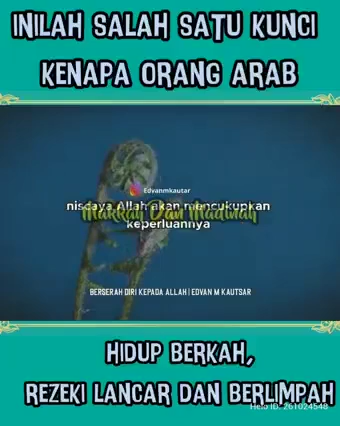 INILAH SALAH SATU KUNCI
KENAPA ORANG ARAB
Edvanmkautar
niscaya Allah akan mencukupkan
Makkah Dan Madinah
keperluannya
BERSERAH DIRI KEPADA ALLAH | EDVAN M KAUTSAR
HIDUP BERKAH,
REZEKI LANCAR DAN BERLIMPAH
Helo ID: 261024548